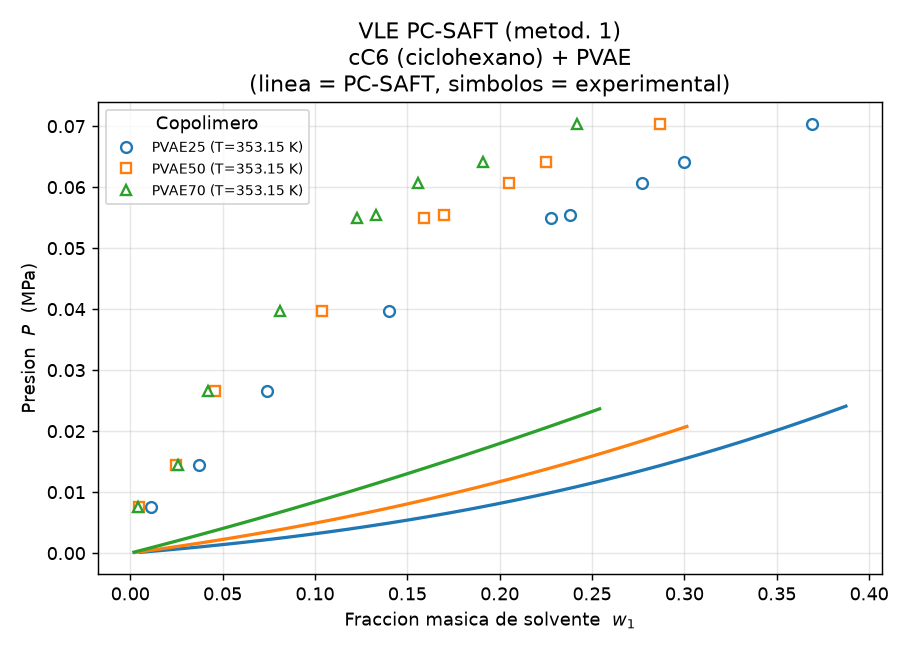 VLE PC-SAFT (metod. 1)
cC6 (ciclohexano) + PVAE
(linea = PC-SAFT, simbolos = experimental)
Copolimero
PVAE25 (T=353.15 K)
PVAE50 (T=353.15 K)
PVAE70 (T=353.15 K)
0.07
0.06
0.05
0.04
0.03
0.02
0.01
0.00
Presion P (MPa)
0.00 0.05 0.10 0.15 0.20 0.25 0.30 0.35 0.40
Fraccion masica de solvente w₁